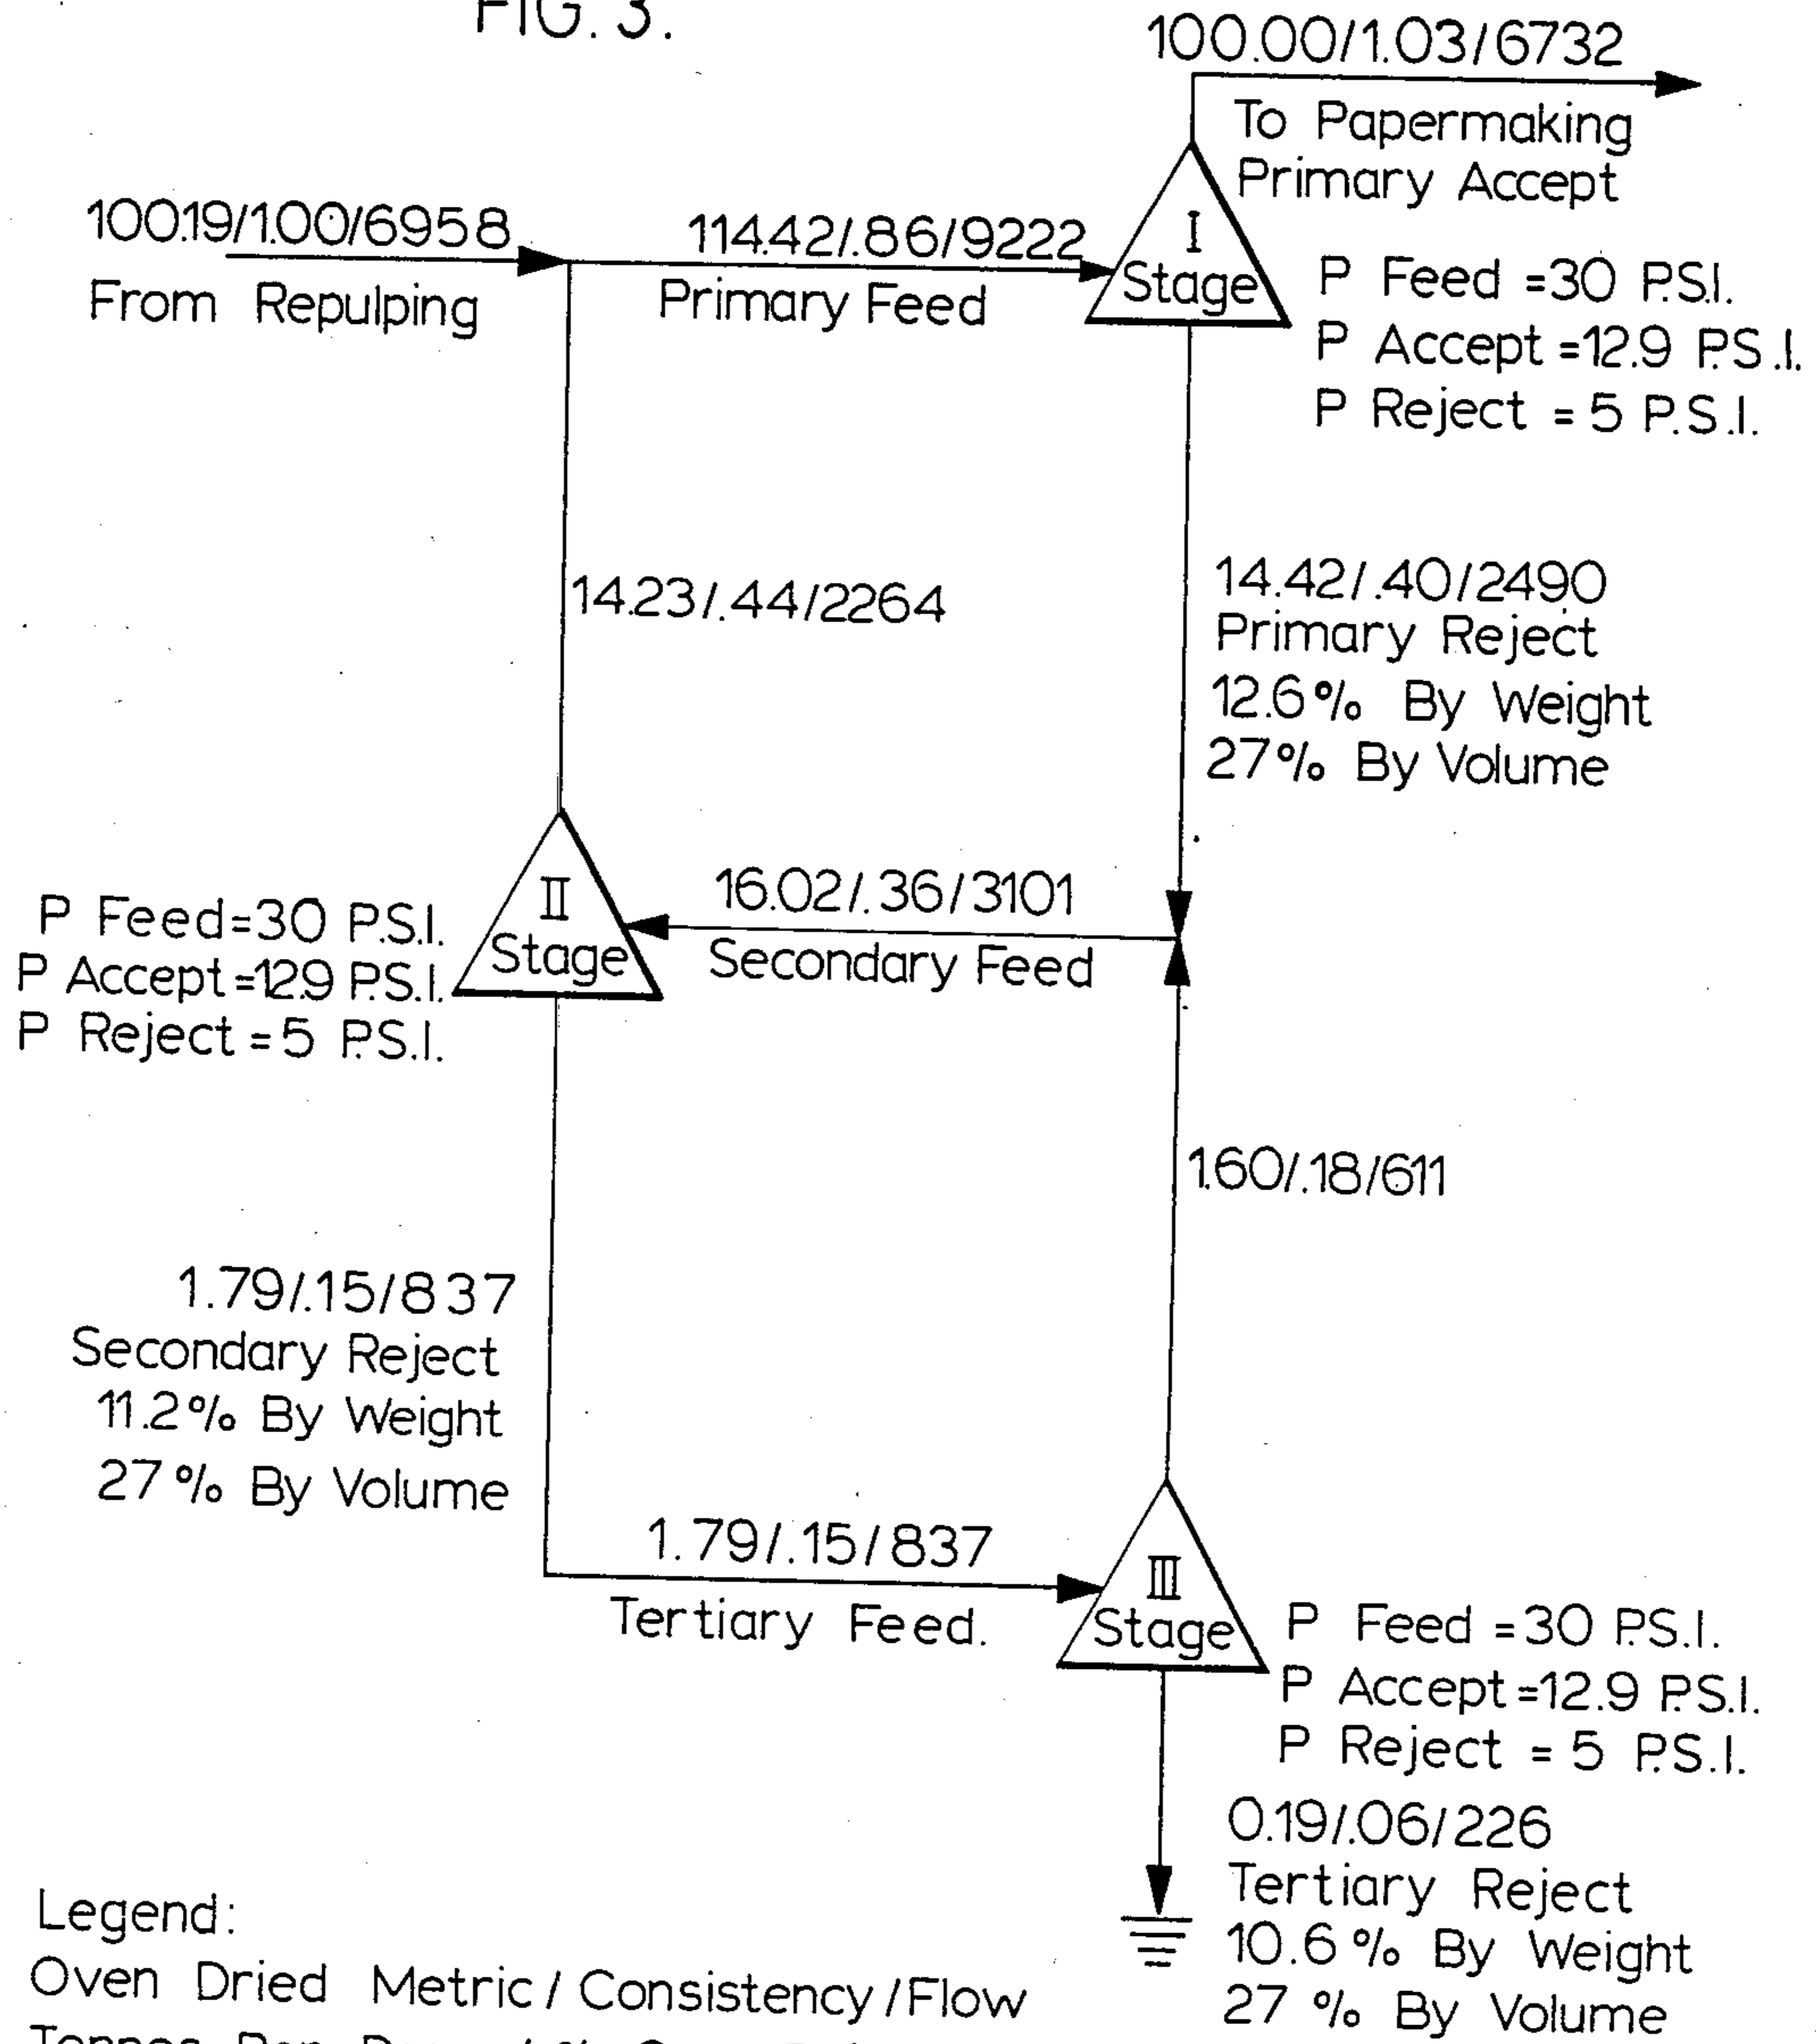 FIG. 3.
100.00/1.03/6732
To Papermaking
Primary Accept
100.19/1.00/6958
From Repulping
114.42/.86/9222
Primary Feed
I
Stage
P Feed =30 P.S.I.
P Accept =12.9 P.S.I.
P Reject = 5 P.S.I.
14.23/.44/2264
14.42/.40/2490
Primary Reject
12.6% By Weight
27% By Volume
P Feed=30 P.S.I.
P Accept=12.9 P.S.I.
P Reject=5 P.S.I.
II
Stage
16.02/.36/3101
Secondary Feed
1.60/.18/611
1.79/.15/837
Secondary Reject
11.2% By Weight
27% By Volume
1.79/.15/837
Tertiary Feed.
III
Stage
P Feed =30 P.S.I.
P Accept=12.9 P.S.I.
P Reject = 5 P.S.I.
0.19/.06/226
Tertiary Reject
10.6% By Weight
27 % By Volume
Legend:
Oven Dried Metric / Consistency /Flow